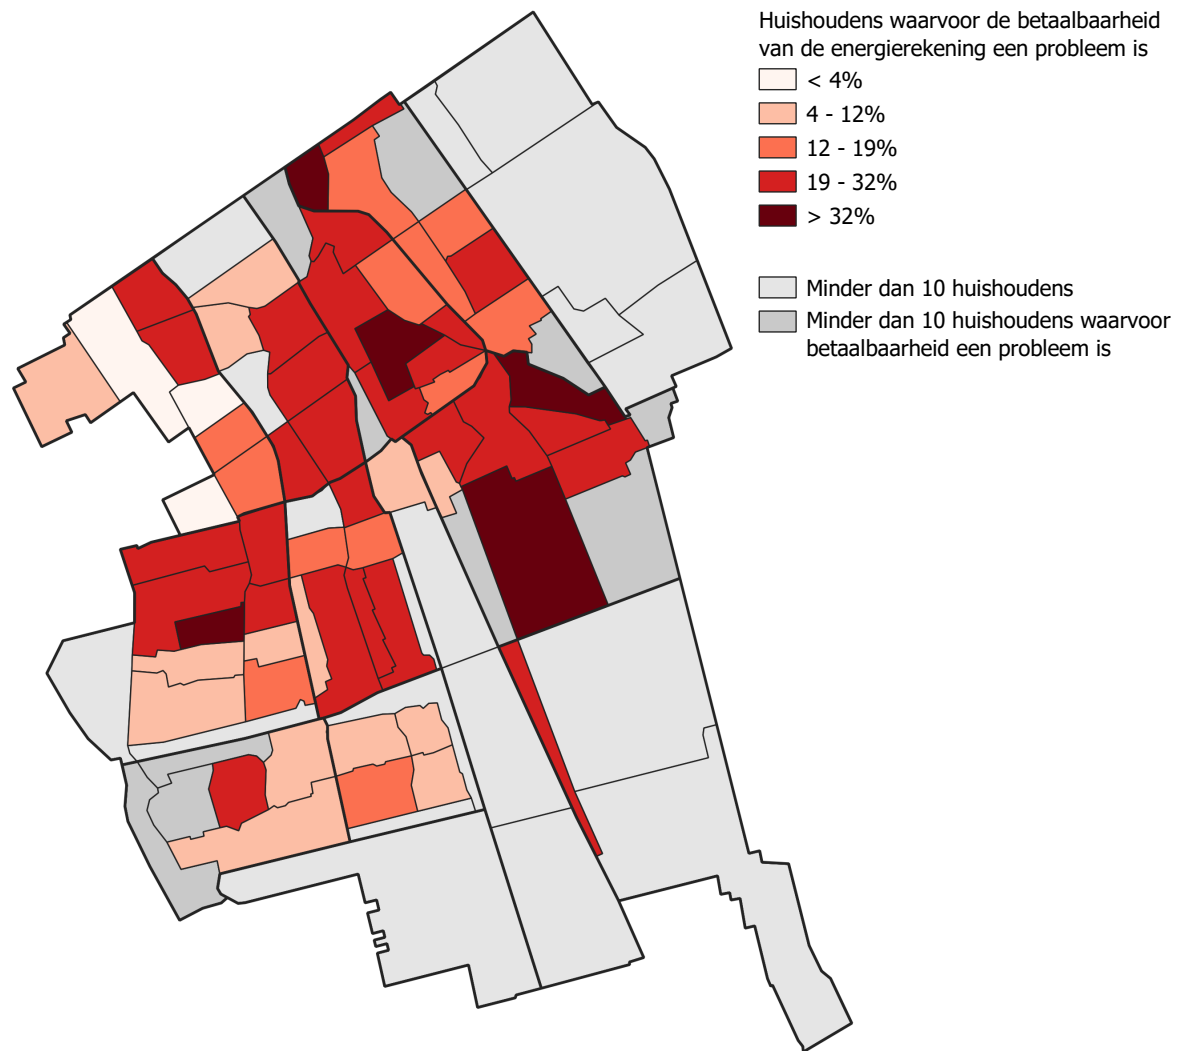 Huishoudens waarvoor de betaalbaarheid
van de energierekening een probleem is
< 4%
4 - 12%
12 - 19%
19 - 32%
> 32%
Minder dan 10 huishoudens
Minder dan 10 huishoudens waarvoor
betaalbaarheid een probleem is